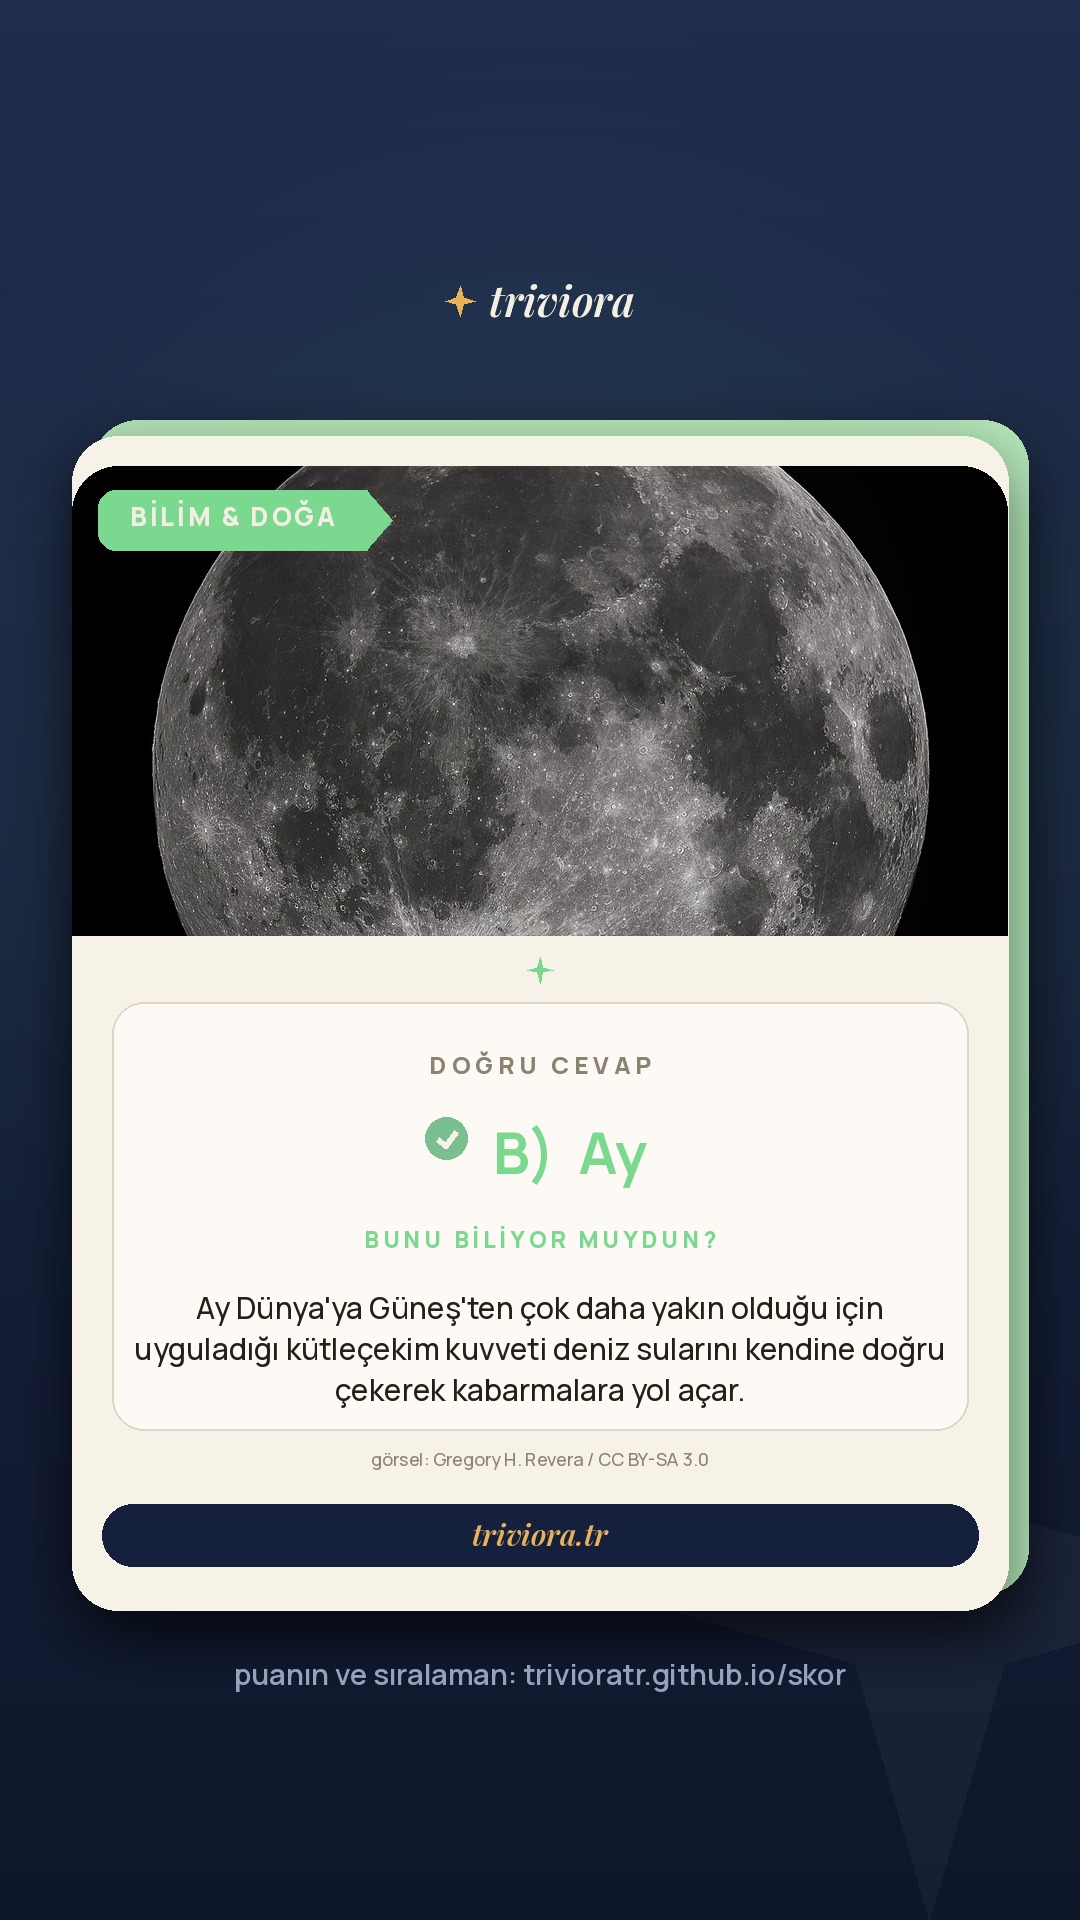 triviora
BİLİM & DOĞA
DOĞRU CEVAP
B) Ay
BUNU BİLİYOR MUYDUN?
Ay Dünya'ya Güneş'ten çok daha yakın olduğu için
uyguladığı kütleçekim kuvveti deniz sularını kendine doğru
çekerek kabarmalara yol açar.
görsel: Gregory H. Revera / CC BY-SA 3.0
triviora.tr
puanın ve sıralaman: trivioratr.github.io/skor